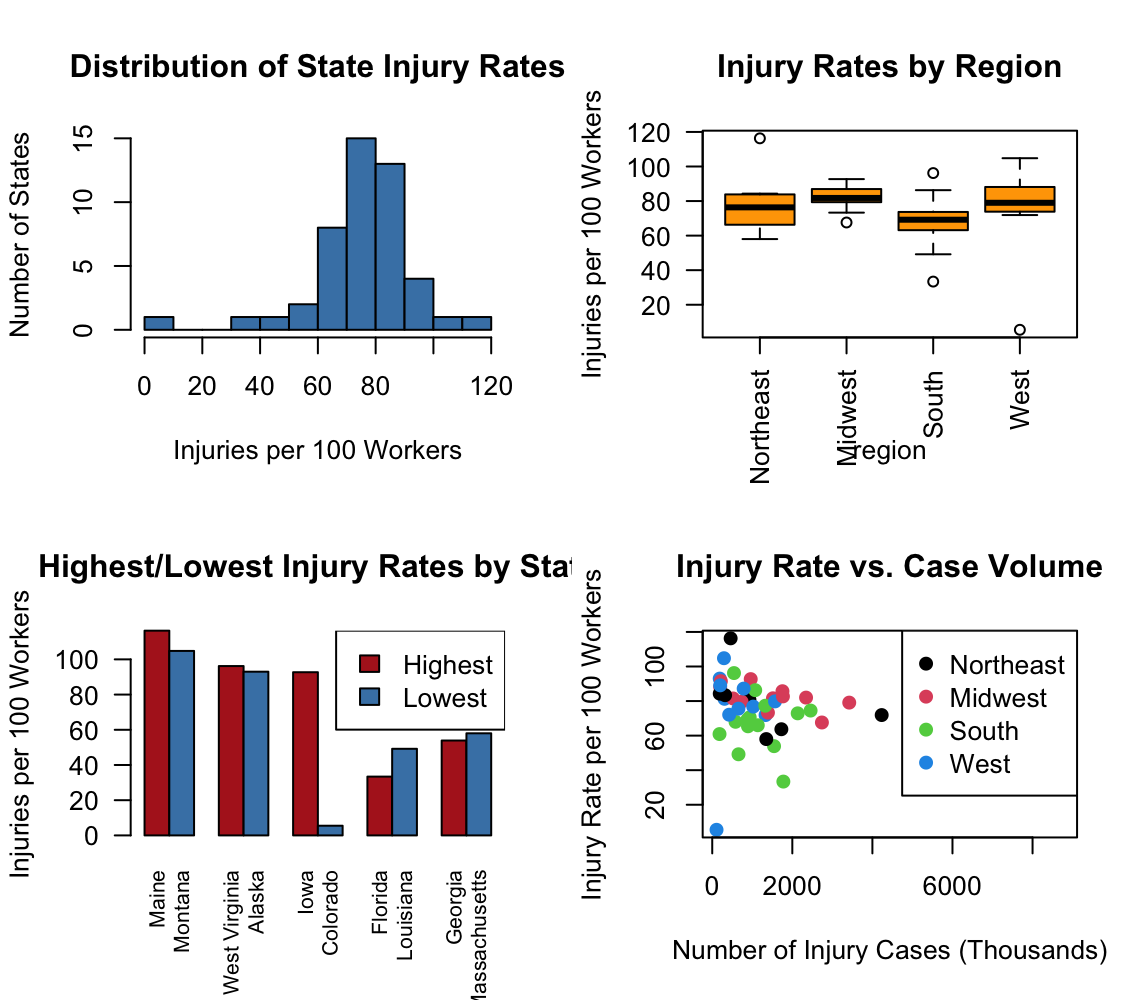 Distribution of State Injury Rates
Number of States
15
10
5
0
0 20 40 60 80 120
Injuries per 100 Workers
Injury Rates by Region
Injuries per 100 Workers
120
100
80
60
40
20
Northeast
Midwest
South
West
region
Highest/Lowest Injury Rates by Stat
Injuries per 100 Workers
100
80
60
40
20
0
Highest
Lowest
Maine
Montana
West Virginia
Alaska
Iowa
Colorado
Florida
Louisiana
Georgia
Massachusetts
Injury Rate vs. Case Volume
Injury Rate per 100 Workers
100
60
20
Northeast
Midwest
South
West
0 2000 6000
Number of Injury Cases (Thousands)